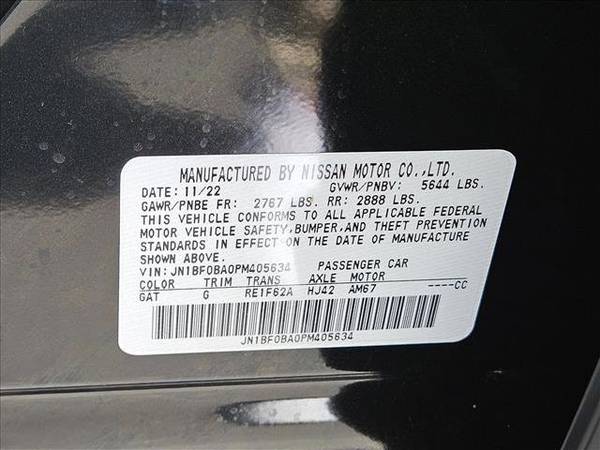 MANUFACTURED BY NISSAN MOTOR CO.,LTD.
DATE: 11/22 GVWR/PNBV: 5644 LBS.
GAWR/PNBE FR: 2767 LBS. RR: 2888 LBS.
THIS VEHICLE CONFORMS TO ALL APPLICABLE FEDERAL
MOTOR VEHICLE SAFETY,BUMPER,AND THEFT PREVENTION
STANDARDS IN EFFECT ON THE DATE OF MANUFACTURE
SHOWN ABOVE.
VIN: JN1BF0BA0PM405634 PASSENGER CAR
COLOR TRIM TRANS AXLE MOTOR
GAT G RE1F62A HJ42 AM67 ----CC
JN1BF0BA0PM405634